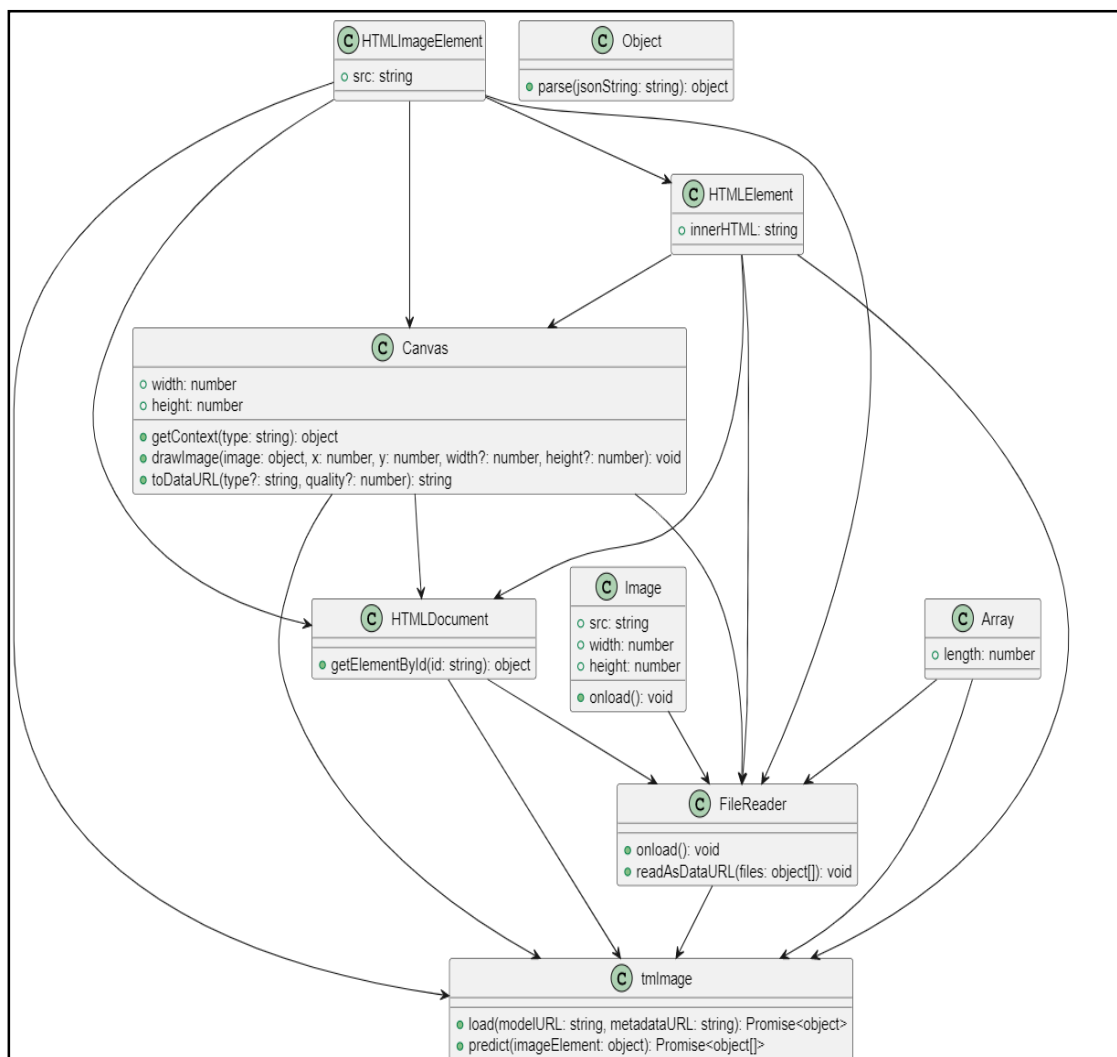 C HTMLImageElement
src: string
C Object
parse(jsonString: string): object
C HTMLElement
innerHTML: string
C Canvas
width: number
height: number
getContext(type: string): object
drawImage(image: object, x: number, y: number, width?: number, height?: number): void
toDataURL(type?: string, quality?: number): string
C HTMLDocument
getElementById(id: string): object
C Image
src: string
width: number
height: number
onload(): void
C Array
length: number
C FileReader
onload(): void
readAsDataURL(files: object[]): void
C tmImage
load(modelURL: string, metadataURL: string): Promise<object>
predict(imageElement: object): Promise<object[]>